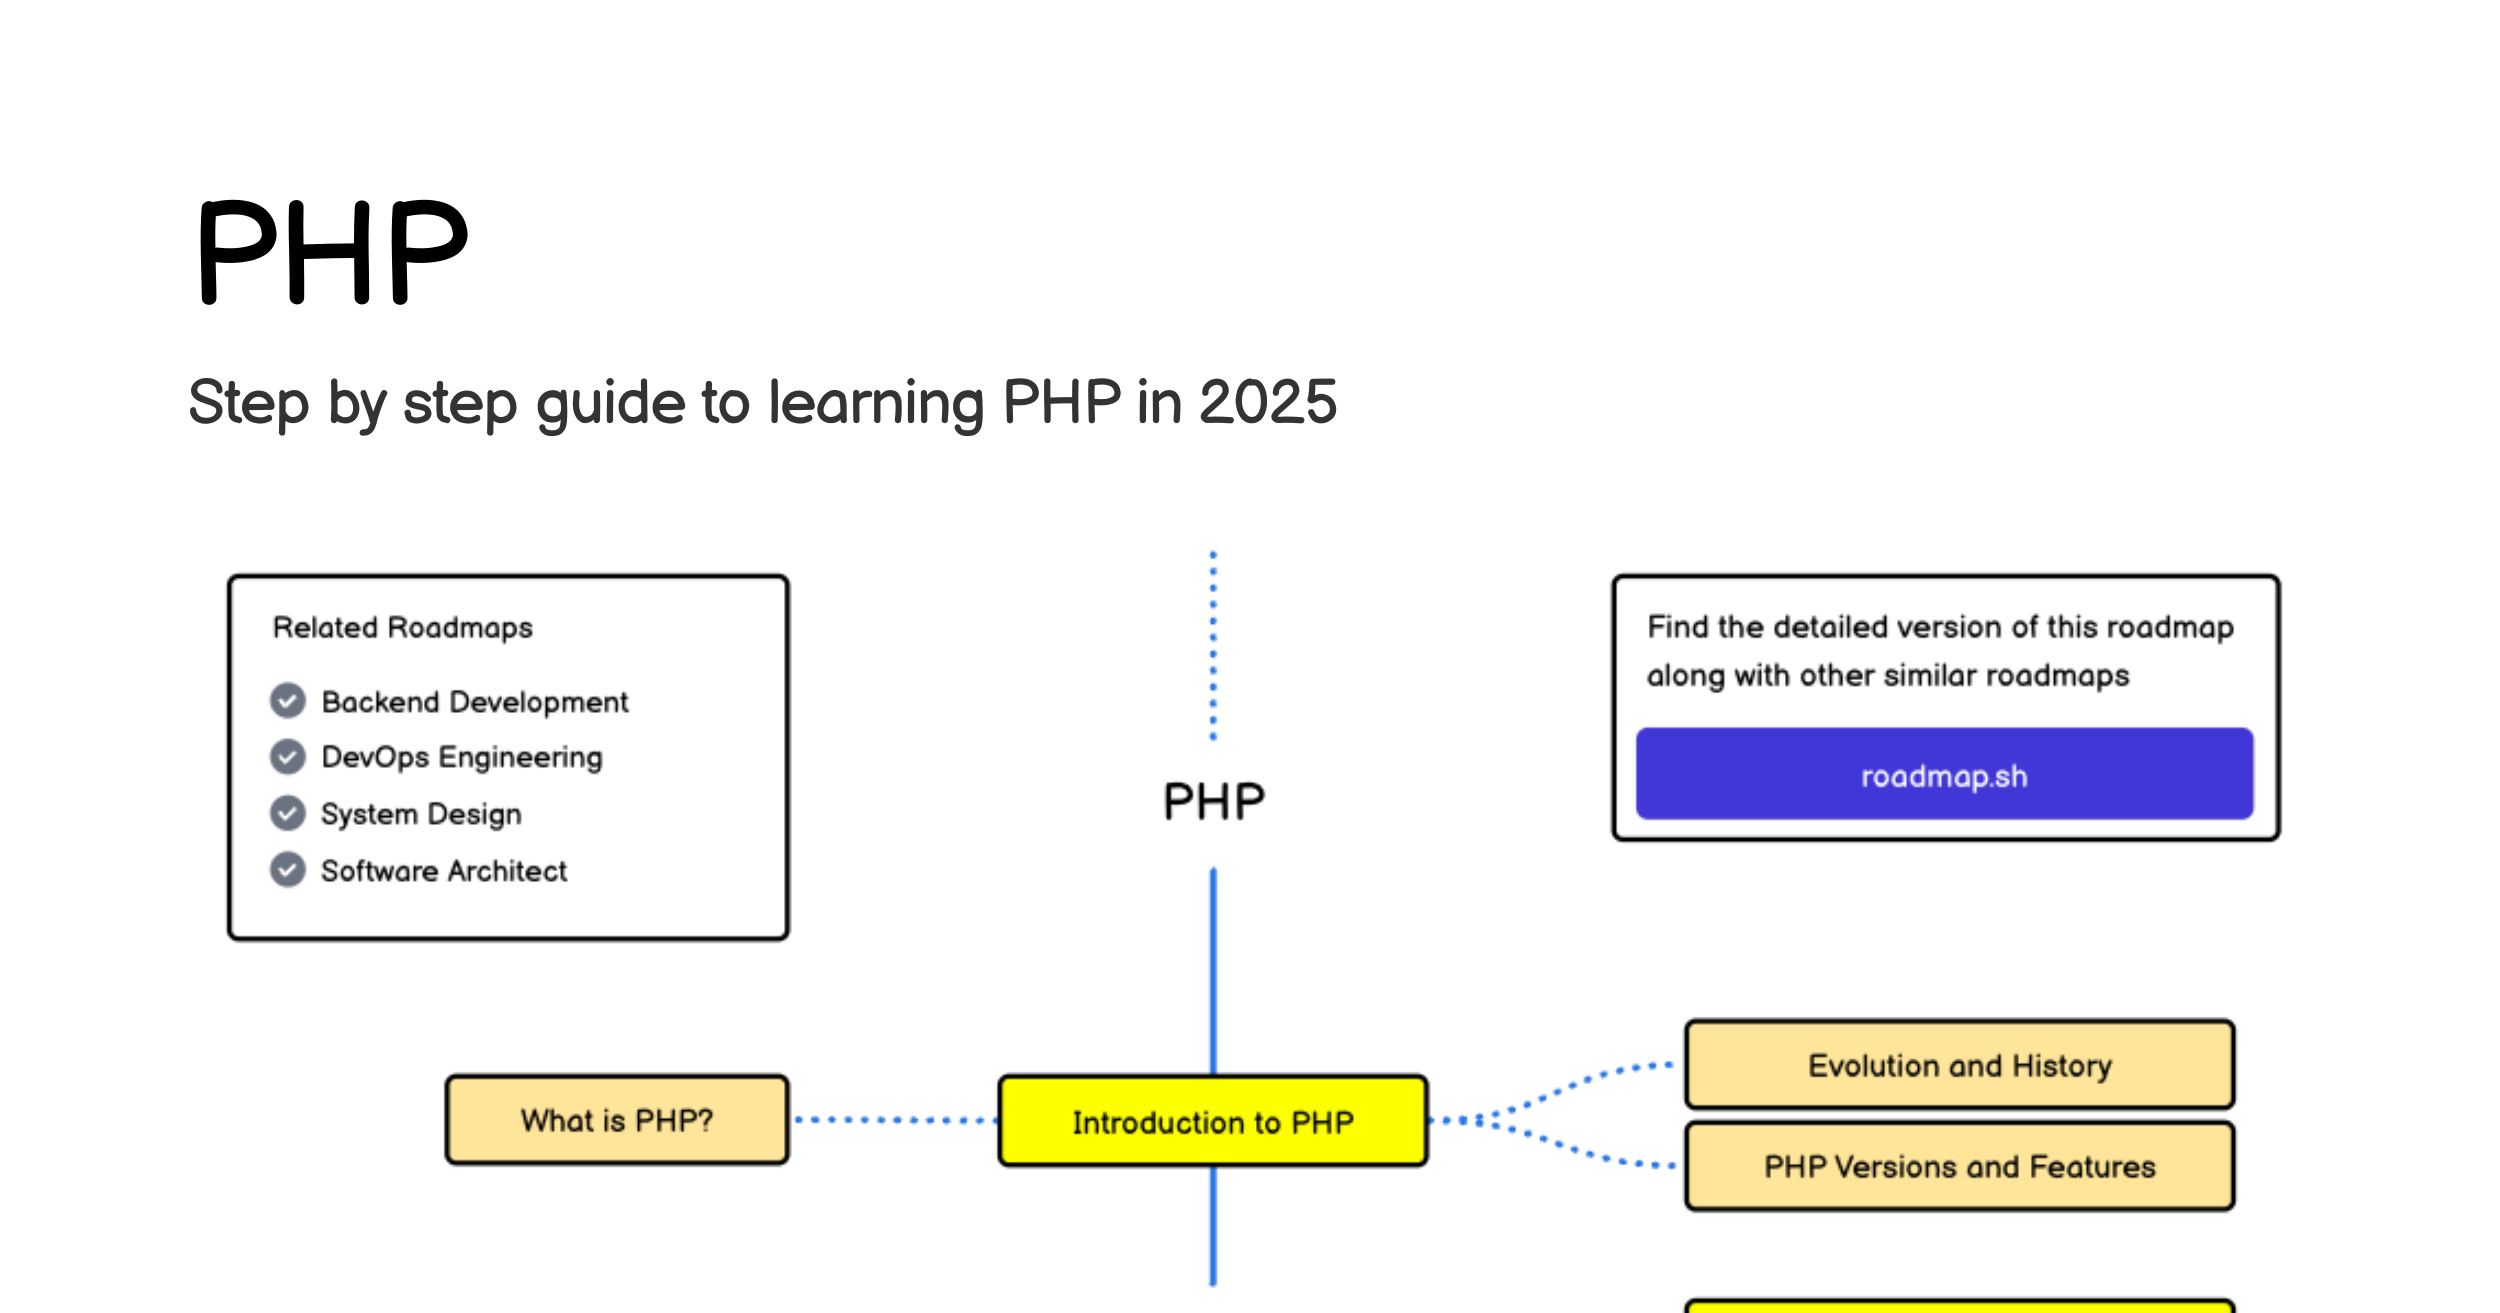 PHP
Step by step guide to learning PHP in 2025
Related Roadmaps
Backend Development
DevOps Engineering
System Design
Software Architect
PHP
Find the detailed version of this roadmap
along with other similar roadmaps
roadmap.sh
What is PHP?
Introduction to PHP
Evolution and History
PHP Versions and Features